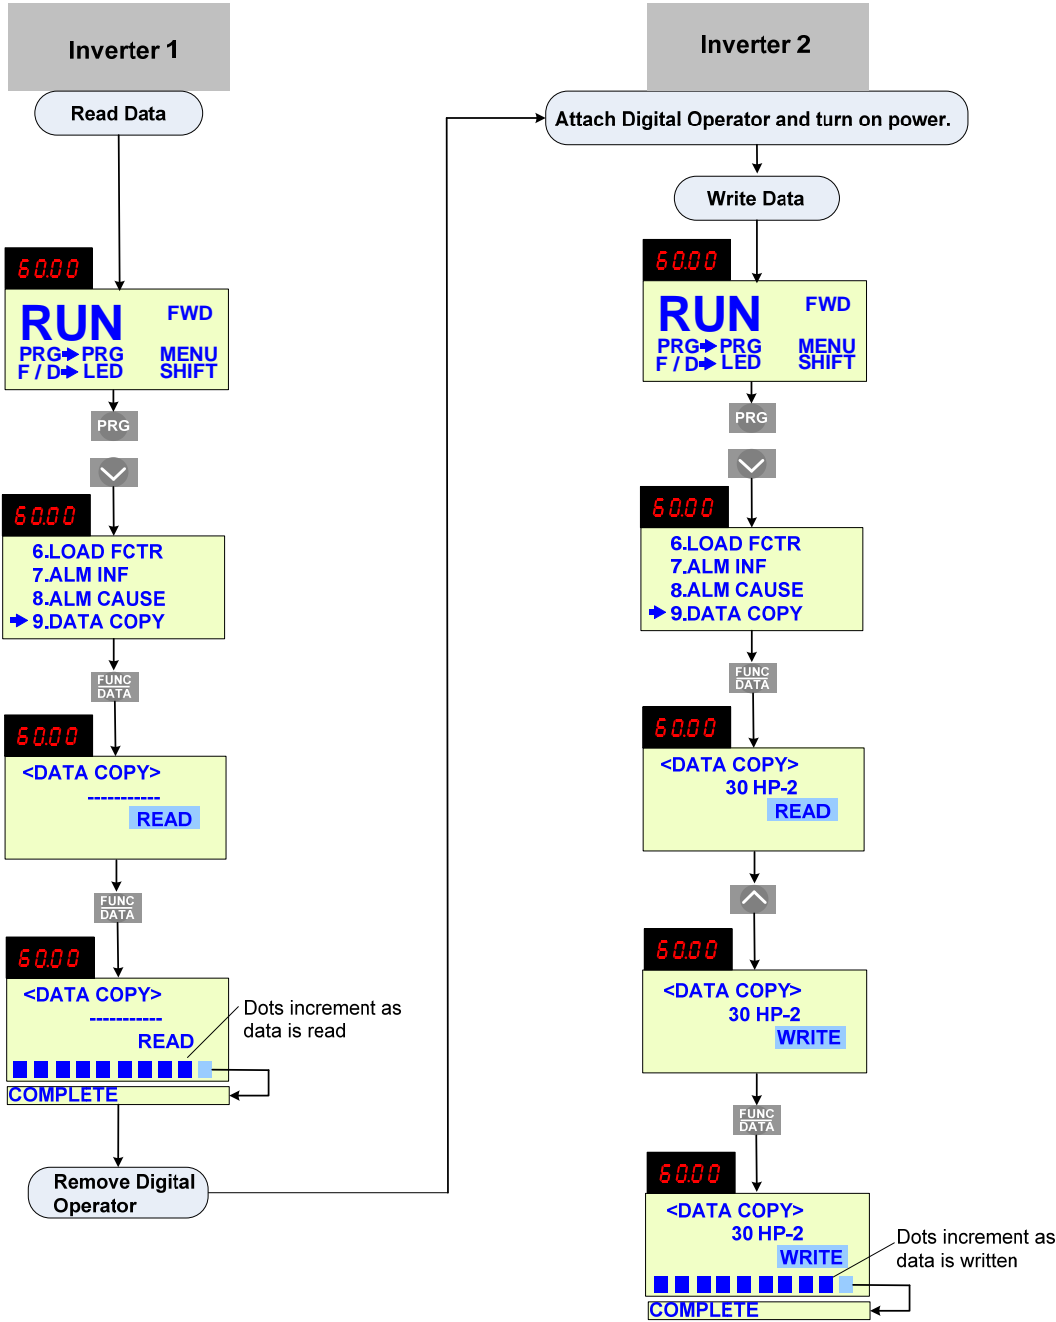 Inverter 1
Read Data
60.00
RUN FWD
PRG➔PRG MENU
F / D➔ LED SHIFT
PRG
60.00
6.LOAD FCTR
7.ALM INF
8.ALM CAUSE
➔ 9.DATA COPY
FUNC
DATA
60.00
<DATA COPY>
-----------
READ
FUNC
DATA
60.00
<DATA COPY>
-----------
READ
Dots increment as
data is read
COMPLETE
Remove Digital
Operator
Inverter 2
Attach Digital Operator and turn on power.
Write Data
60.00
RUN FWD
PRG➔PRG MENU
F / D➔ LED SHIFT
PRG
60.00
6.LOAD FCTR
7.ALM INF
8.ALM CAUSE
➔ 9.DATA COPY
FUNC
DATA
60.00
<DATA COPY>
30 HP-2
READ
60.00
<DATA COPY>
30 HP-2
WRITE
FUNC
DATA
60.00
<DATA COPY>
30 HP-2
WRITE
Dots increment as
data is written
COMPLETE